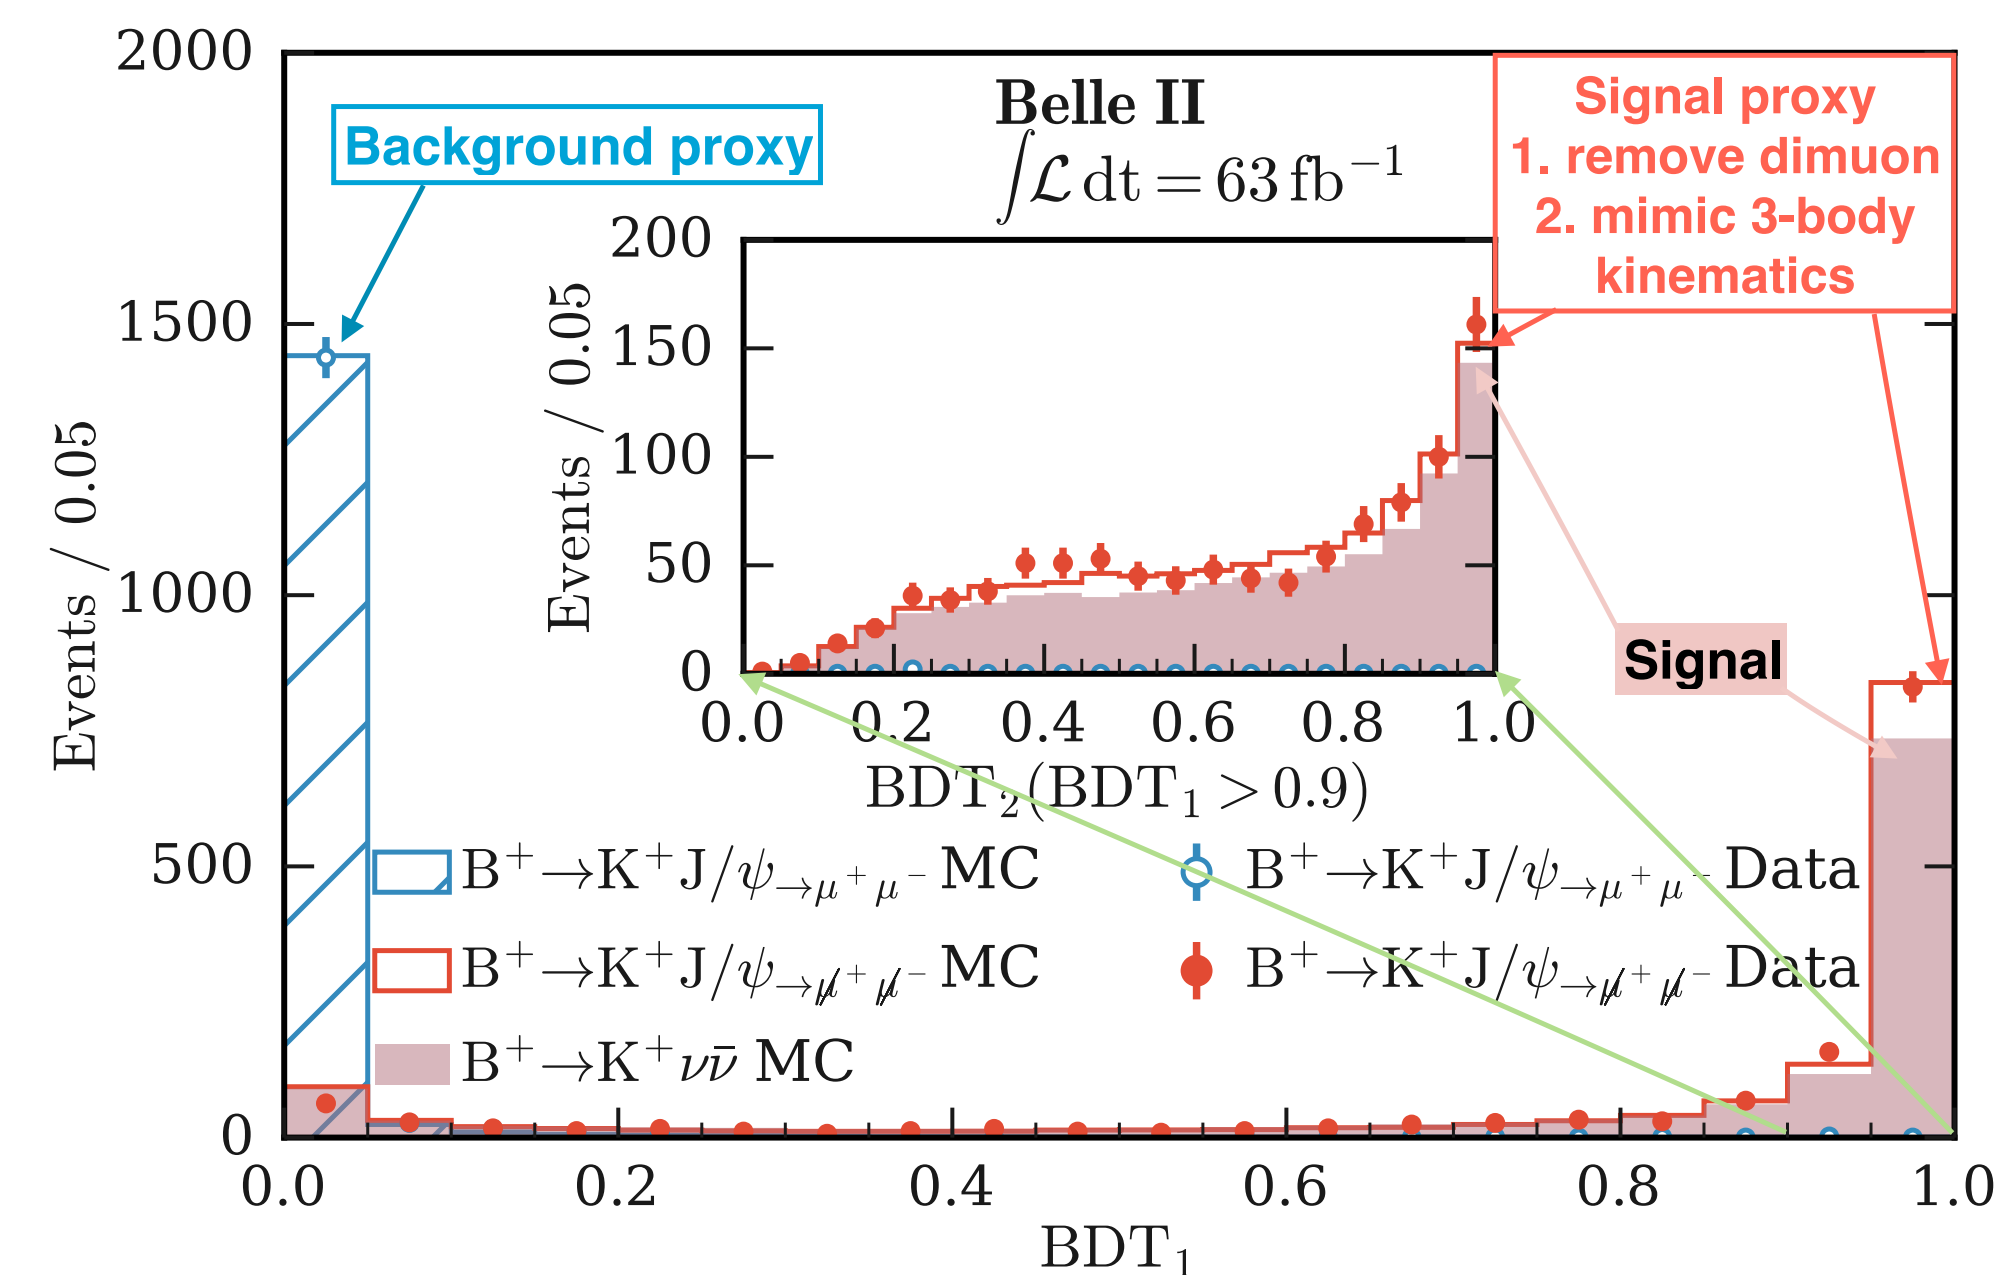 2000
1500
1000
500
0
Events / 0.05
Background proxy
Belle II
∫ℒ dt = 63 fb⁻¹
Signal proxy
1. remove dimuon
2. mimic 3-body
kinematics
200
150
100
50
0
Events / 0.05
0.0 0.2 0.4 0.6 0.8 1.0
BDT₂(BDT₁ > 0.9)
Signal
B⁺→K⁺J/ψ→μ⁺μ⁻ MC
B⁺→K⁺J/ψ→μ⁺μ⁻ Data
B⁺→K⁺J/ψ→μ̸⁺μ̸⁻ MC
B⁺→K⁺J/ψ→μ̸⁺μ̸⁻ Data
B⁺→K⁺νν̄ MC
0.0 0.2 0.4 0.6 0.8 1.0
BDT₁